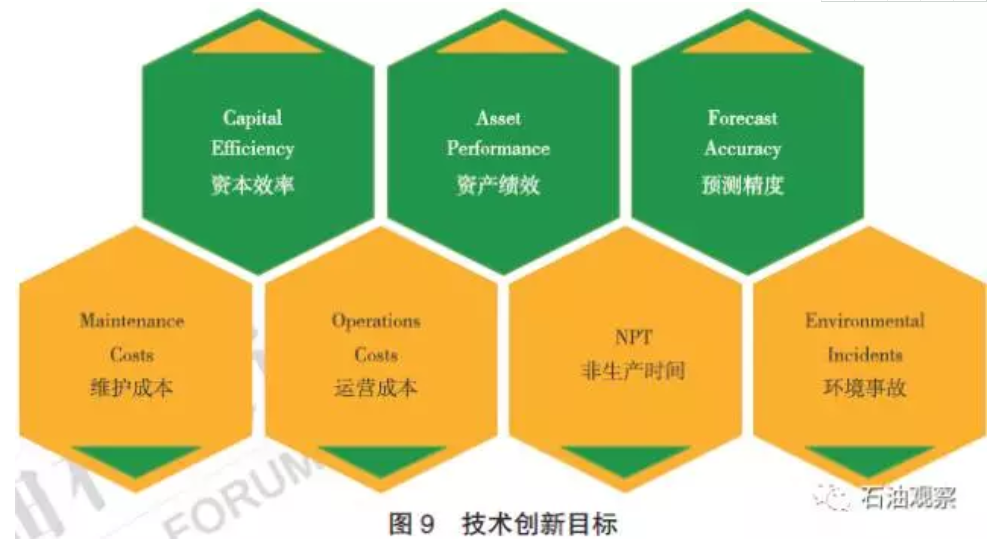 Capital
Efficiency
资本效率
Asset
Performance
资产绩效
Forecast
Accuracy
预测精度
Maintenance
Costs
维护成本
Operations
Costs
运营成本
NPT
非生产时间
Environmental
Incidents
环境事故
FORUM
石油观察
图 9 技术创新目标